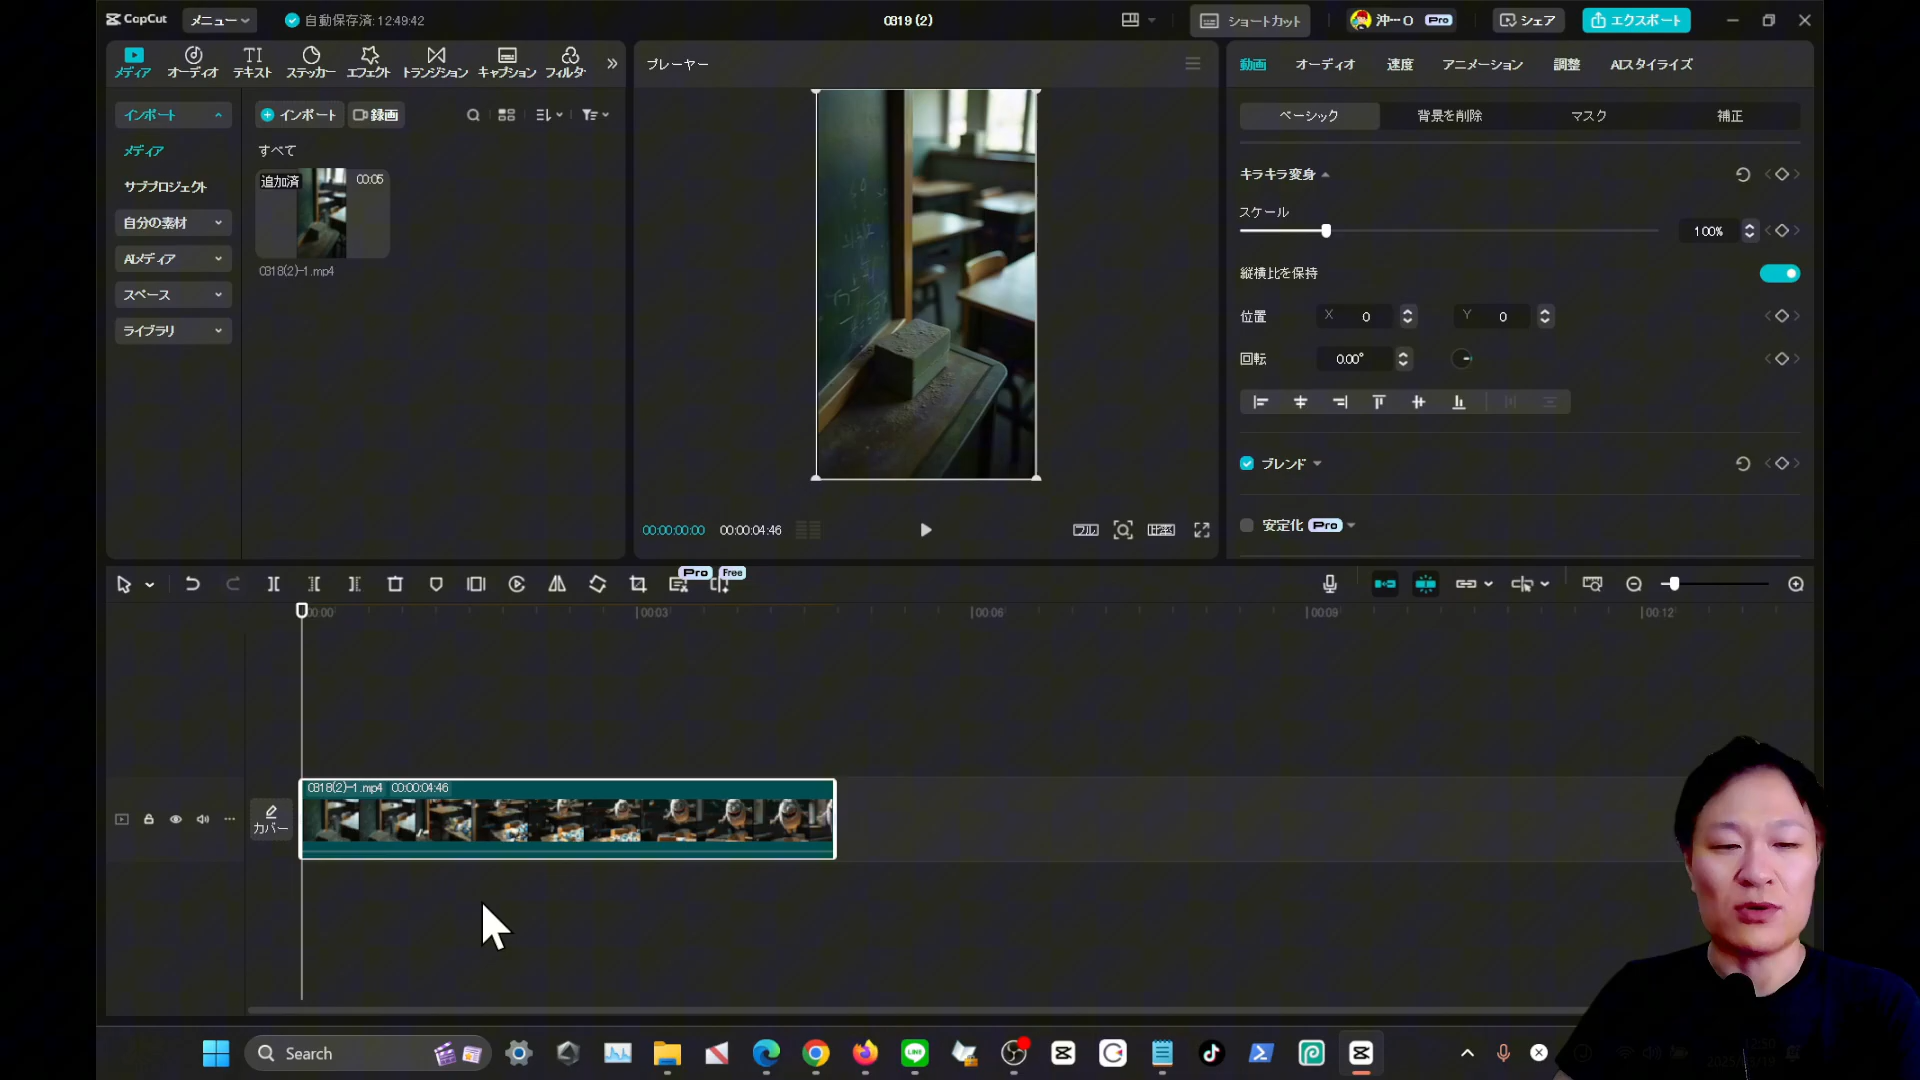 CapCut
メニュー
自動保存済: 12:49:42
0319 (2)
ショートカット
沖一O
Pro
シェア
エクスポート
メディア
オーディオ
テキスト
ステッカー
エフェクト
トランジション
キャプション
フィルタ
インポート
メディア
サブプロジェクト
自分の素材
AIメディア
スペース
ライブラリ
インポート
録画
すべて
追加済
00:05
0318(2)-1.mp4
プレーヤー
00:00:00:00
00:00:04:46
フル
比率
動画
オーディオ
速度
アニメーション
調整
AIスタイライズ
ベーシック
背景を削除
マスク
補正
キラキラ変身
スケール
100%
縦横比を保持
位置
X 0
Y 0
回転
0.00°
ブレンド
安定化 Pro
Pro
Free
00:00
00:03
00:06
00:09
00:12
カバー
0318(2)-1.mp4 00:00:04:46
Search
LINE